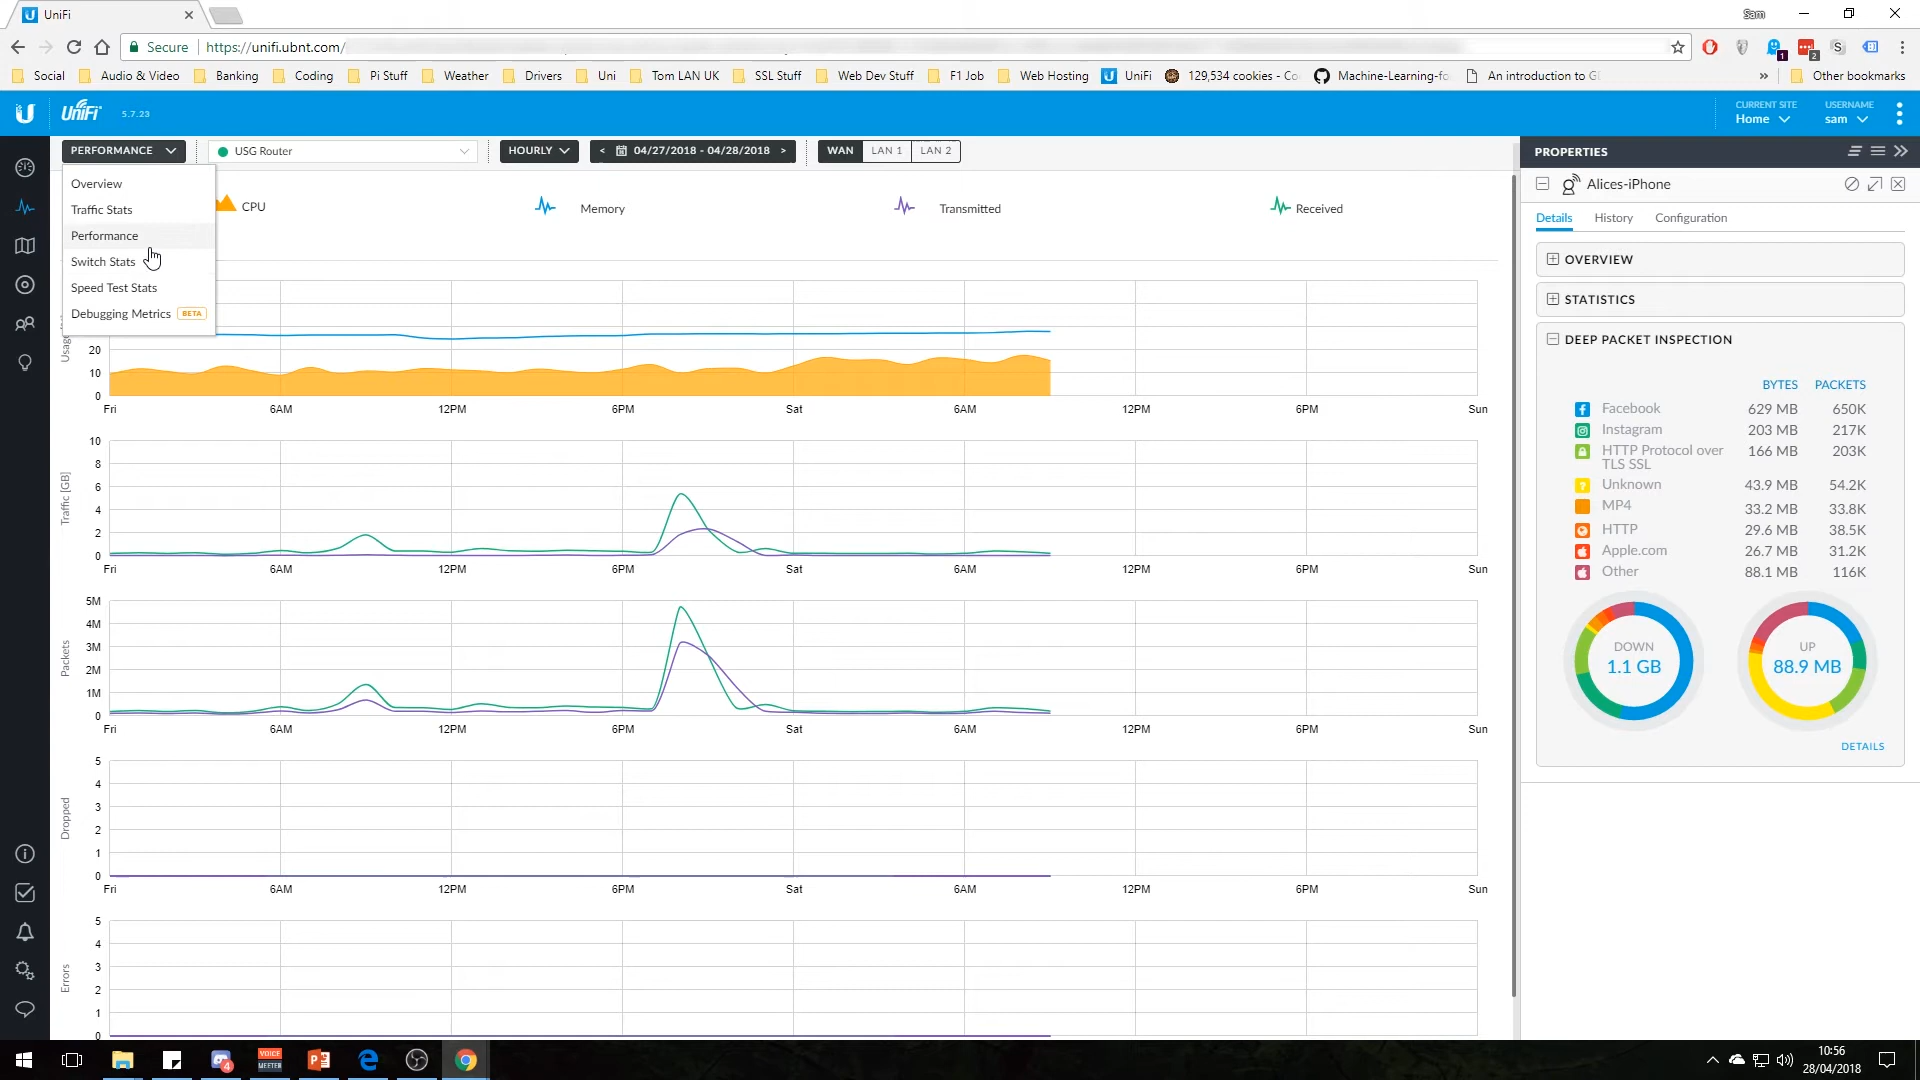 UniFi
Sam
Secure
https://unifi.ubnt.com/
Social
Audio & Video
Banking
Coding
Pi Stuff
Weather
Drivers
Uni
Tom LAN UK
SSL Stuff
Web Dev Stuff
F1 Job
Web Hosting
UniFi
129,534 cookies - Co
Machine-Learning-fo
An introduction to G
»
Other bookmarks
1
2
S
UniFi
5.7.23
CURRENT SITE
Home
USERNAME
sam
PERFORMANCE
USG Router
HOURLY
< 04/27/2018 - 04/28/2018 >
WAN
LAN 1
LAN 2
Overview
Traffic Stats
Performance
Switch Stats
Speed Test Stats
Debugging Metrics BETA
CPU
Memory
Transmitted
Received
20
10
0
Fri 6AM 12PM 6PM Sat 6AM 12PM 6PM Sun
Traffic [GB]
10
8
6
4
2
0
Fri 6AM 12PM 6PM Sat 6AM 12PM 6PM Sun
Packets
5M
4M
3M
2M
1M
0
Fri 6AM 12PM 6PM Sat 6AM 12PM 6PM Sun
Dropped
5
4
3
2
1
0
Fri 6AM 12PM 6PM Sat 6AM 12PM 6PM Sun
Errors
5
4
3
2
1
0
PROPERTIES
Alices-iPhone
Details
History
Configuration
OVERVIEW
STATISTICS
DEEP PACKET INSPECTION
BYTES PACKETS
Facebook 629 MB 650K
Instagram 203 MB 217K
HTTP Protocol over 166 MB 203K
TLS SSL
Unknown 43.9 MB 54.2K
MP4 33.2 MB 33.8K
HTTP 29.6 MB 38.5K
Apple.com 26.7 MB 31.2K
Other 88.1 MB 116K
DOWN
1.1 GB
UP
88.9 MB
DETAILS
4
VOICE
MEETER
10:56
28/04/2018